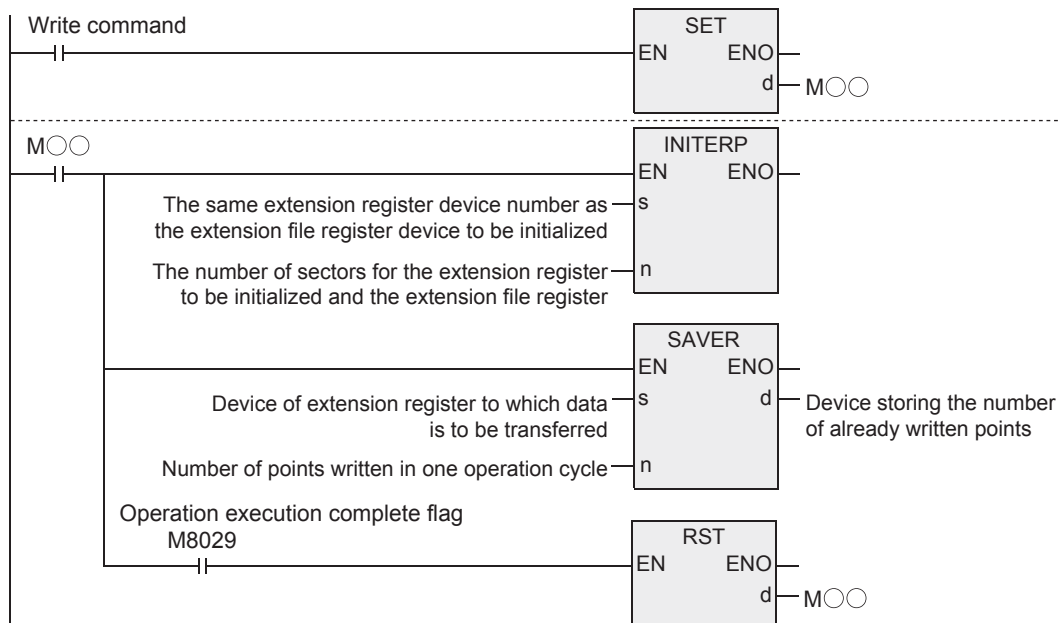 Write command
SET
EN ENO
d M○○
M○○
INITERP
EN ENO
The same extension register device number as
the extension file register device to be initialized
s
The number of sectors for the extension register
to be initialized and the extension file register
n
SAVER
EN ENO
Device of extension register to which data
is to be transferred
s d
Device storing the number
of already written points
Number of points written in one operation cycle
n
Operation execution complete flag
M8029
RST
EN ENO
d M○○